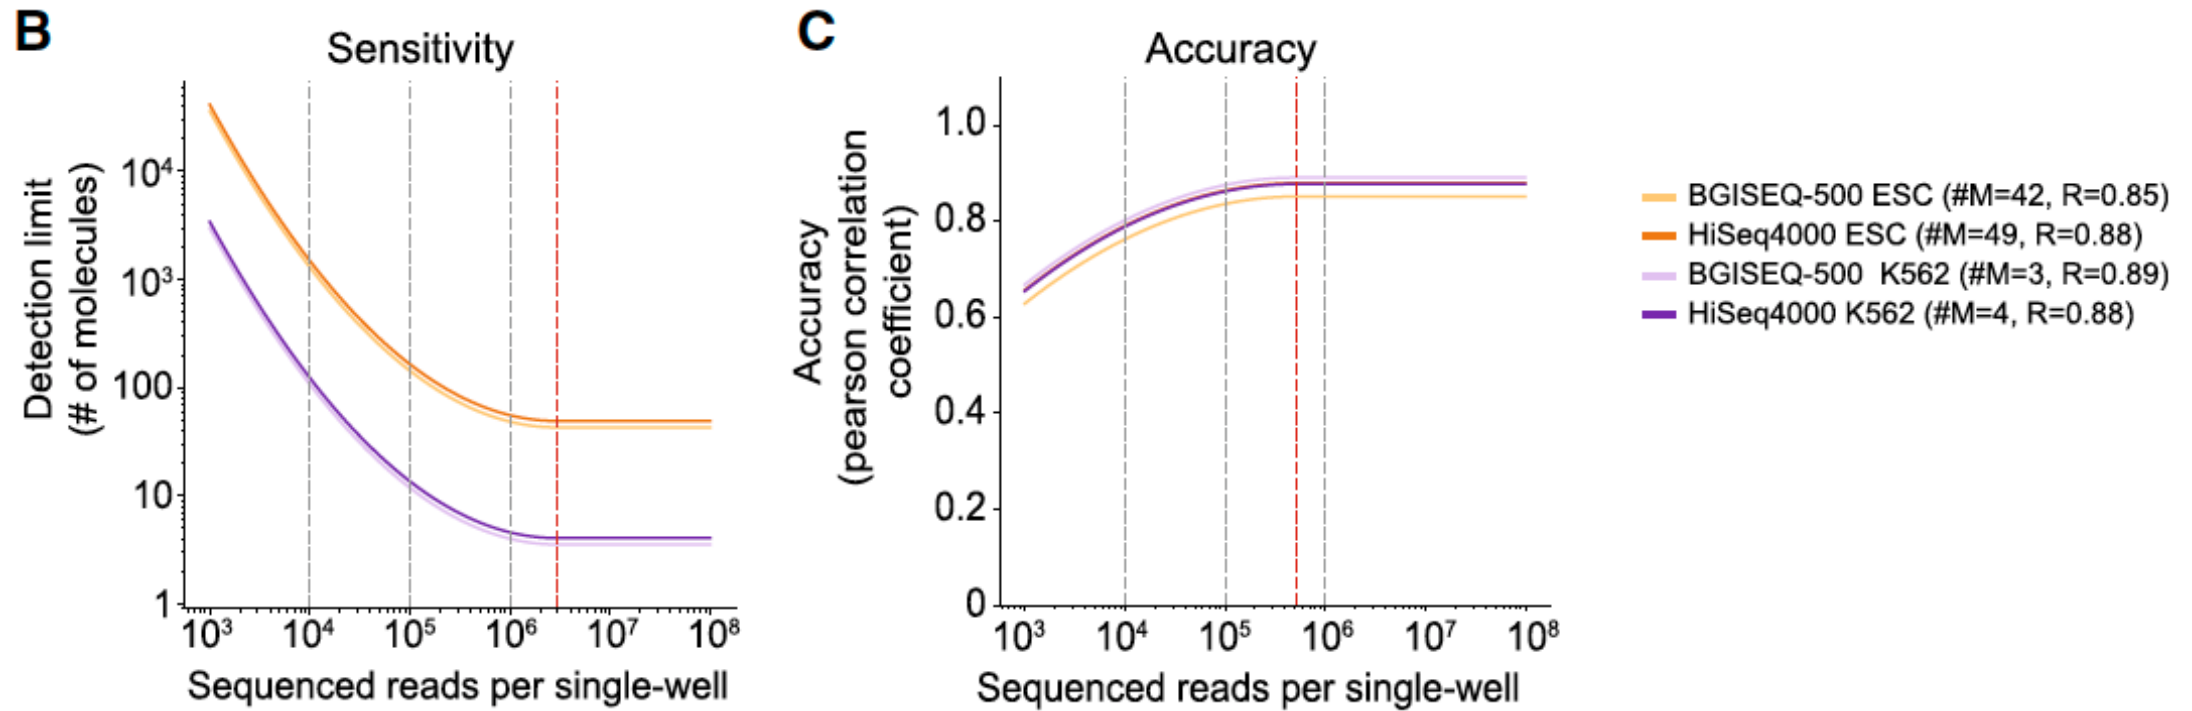 B
Sensitivity
Detection limit
(# of molecules)
10⁴
10³
100
10
1
10³ 10⁴ 10⁵ 10⁶ 10⁷ 10⁸
Sequenced reads per single-well
C
Accuracy
Accuracy
(pearson correlation
coefficient)
1.0
0.8
0.6
0.4
0.2
0
10³ 10⁴ 10⁵ 10⁶ 10⁷ 10⁸
Sequenced reads per single-well
BGISEQ-500 ESC (#M=42, R=0.85)
HiSeq4000 ESC (#M=49, R=0.88)
BGISEQ-500 K562 (#M=3, R=0.89)
HiSeq4000 K562 (#M=4, R=0.88)